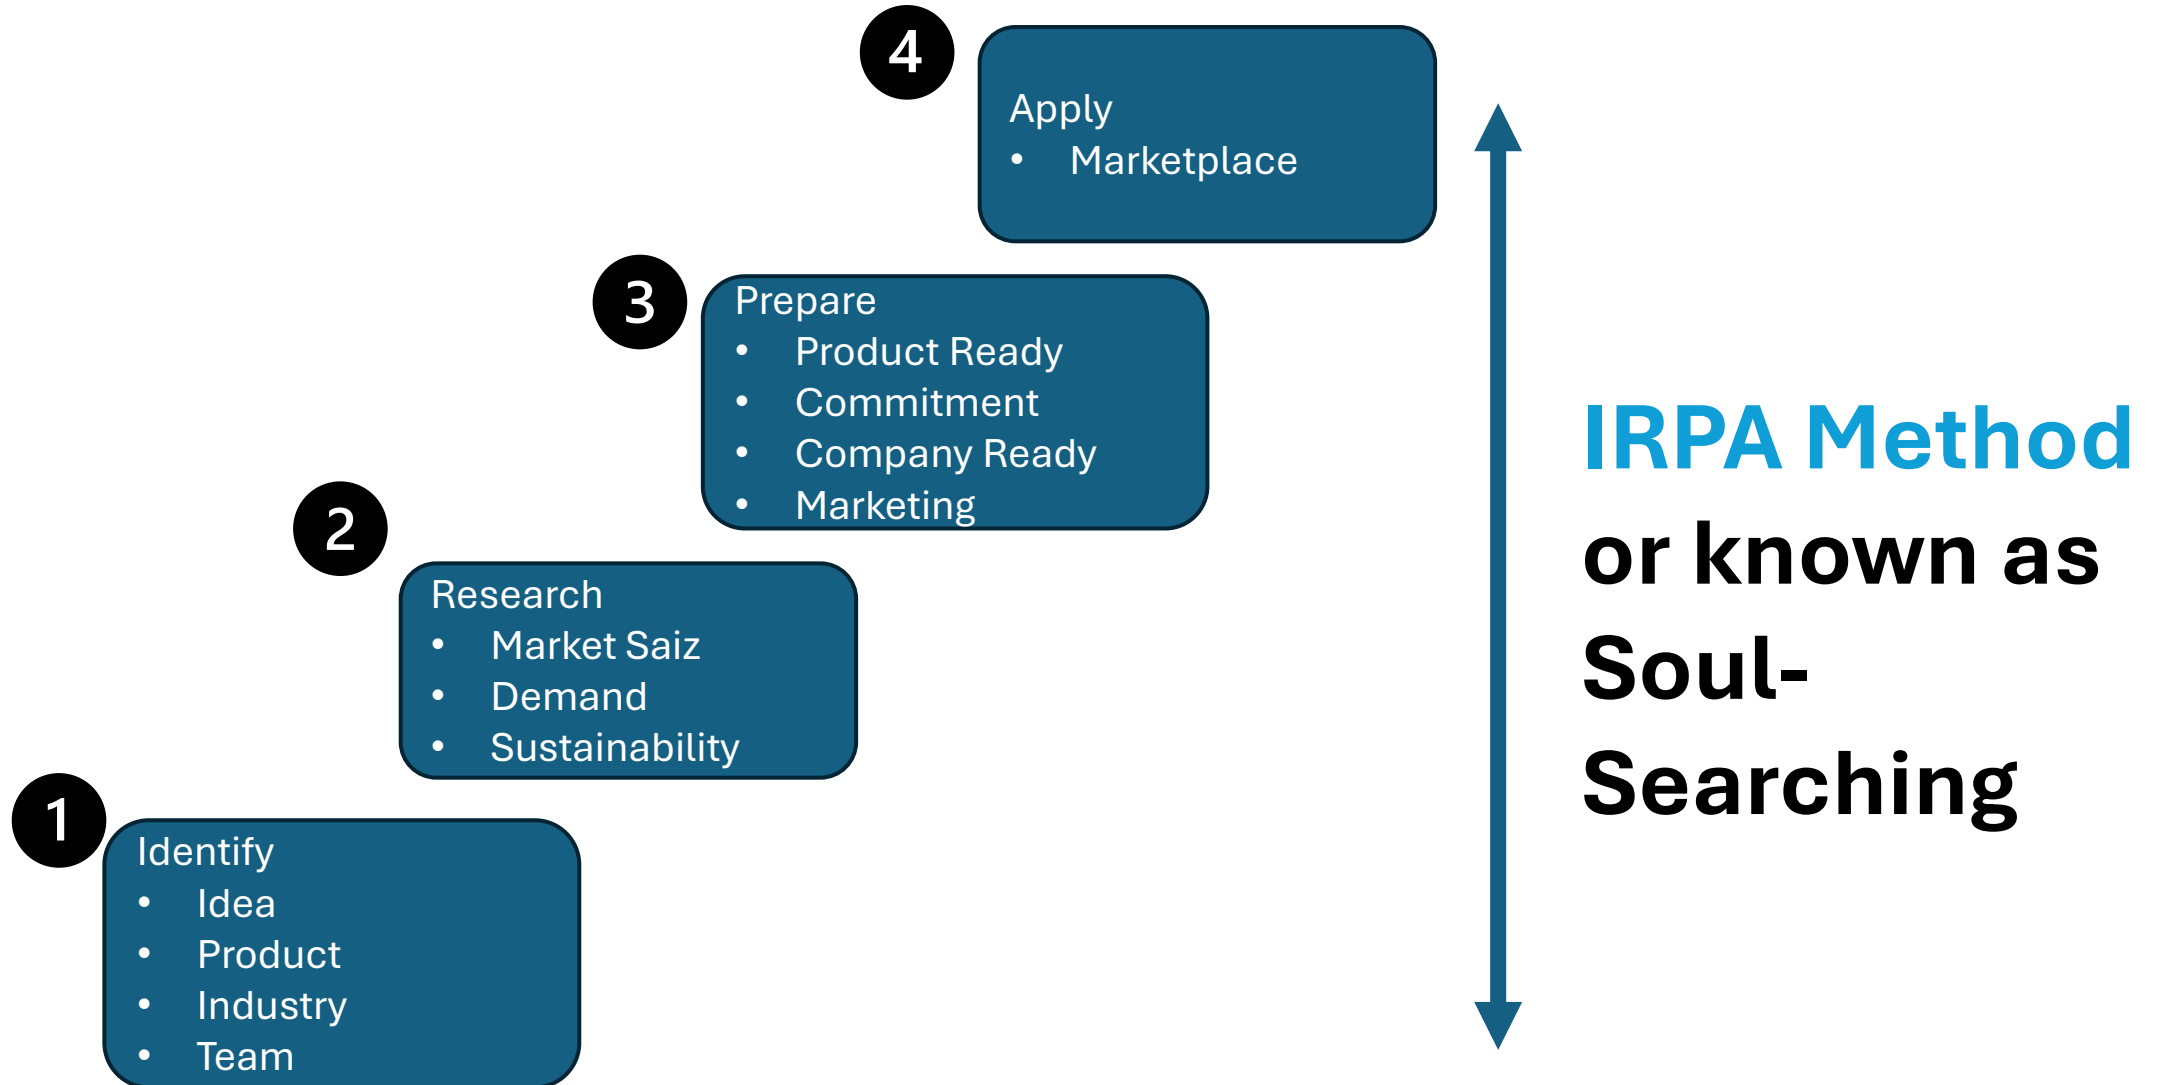 4
Apply
• Marketplace
3
Prepare
• Product Ready
• Commitment
• Company Ready
• Marketing
2
Research
• Market Saiz
• Demand
• Sustainability
1
Identify
• Idea
• Product
• Industry
• Team
IRPA Method
or known as
Soul-
Searching